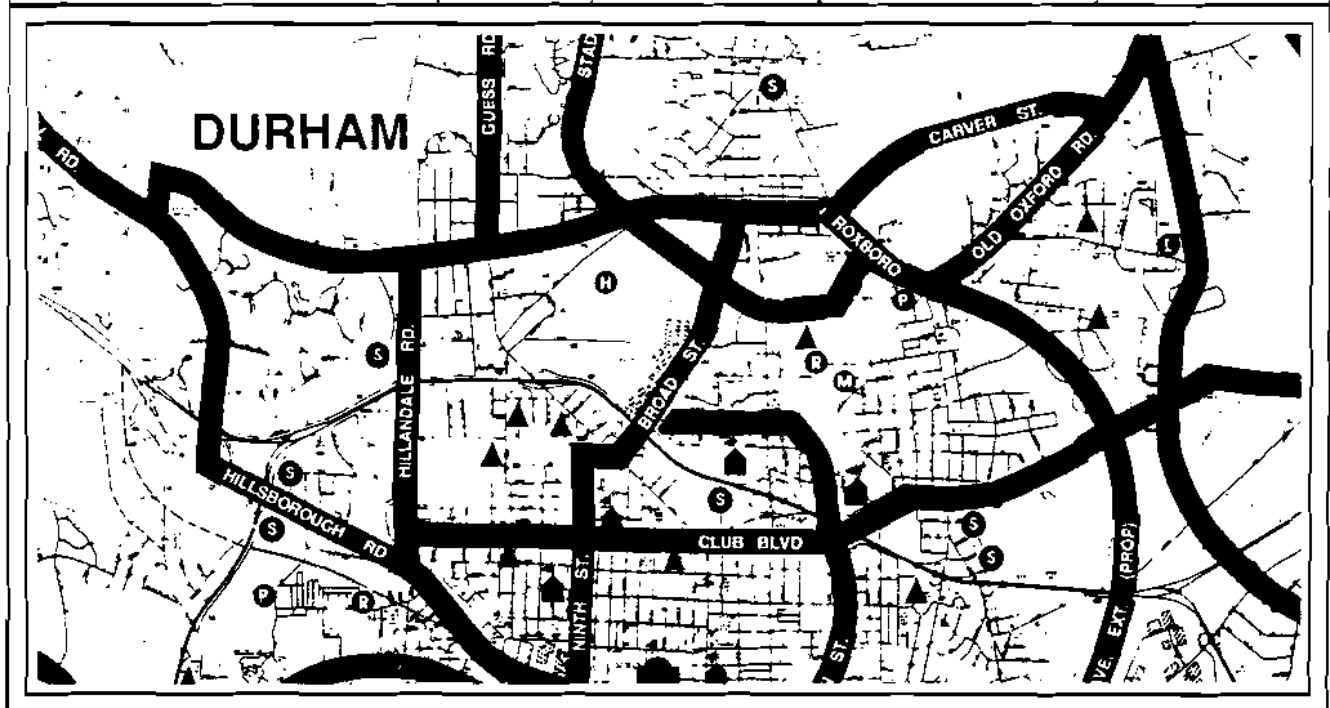 GUESS RD
STAD
S
DURHAM
CARVER ST.
RD.
OLD OXFORD RD.
ROXBORO
L
H
P
HILLANDALE RD.
S
BROAD ST.
R
M
S
HILLSBOROUGH RD
S
S
S
CLUB BLVD
S
(PROP)
NINTH ST.
P
R
ST.
VE. EXT